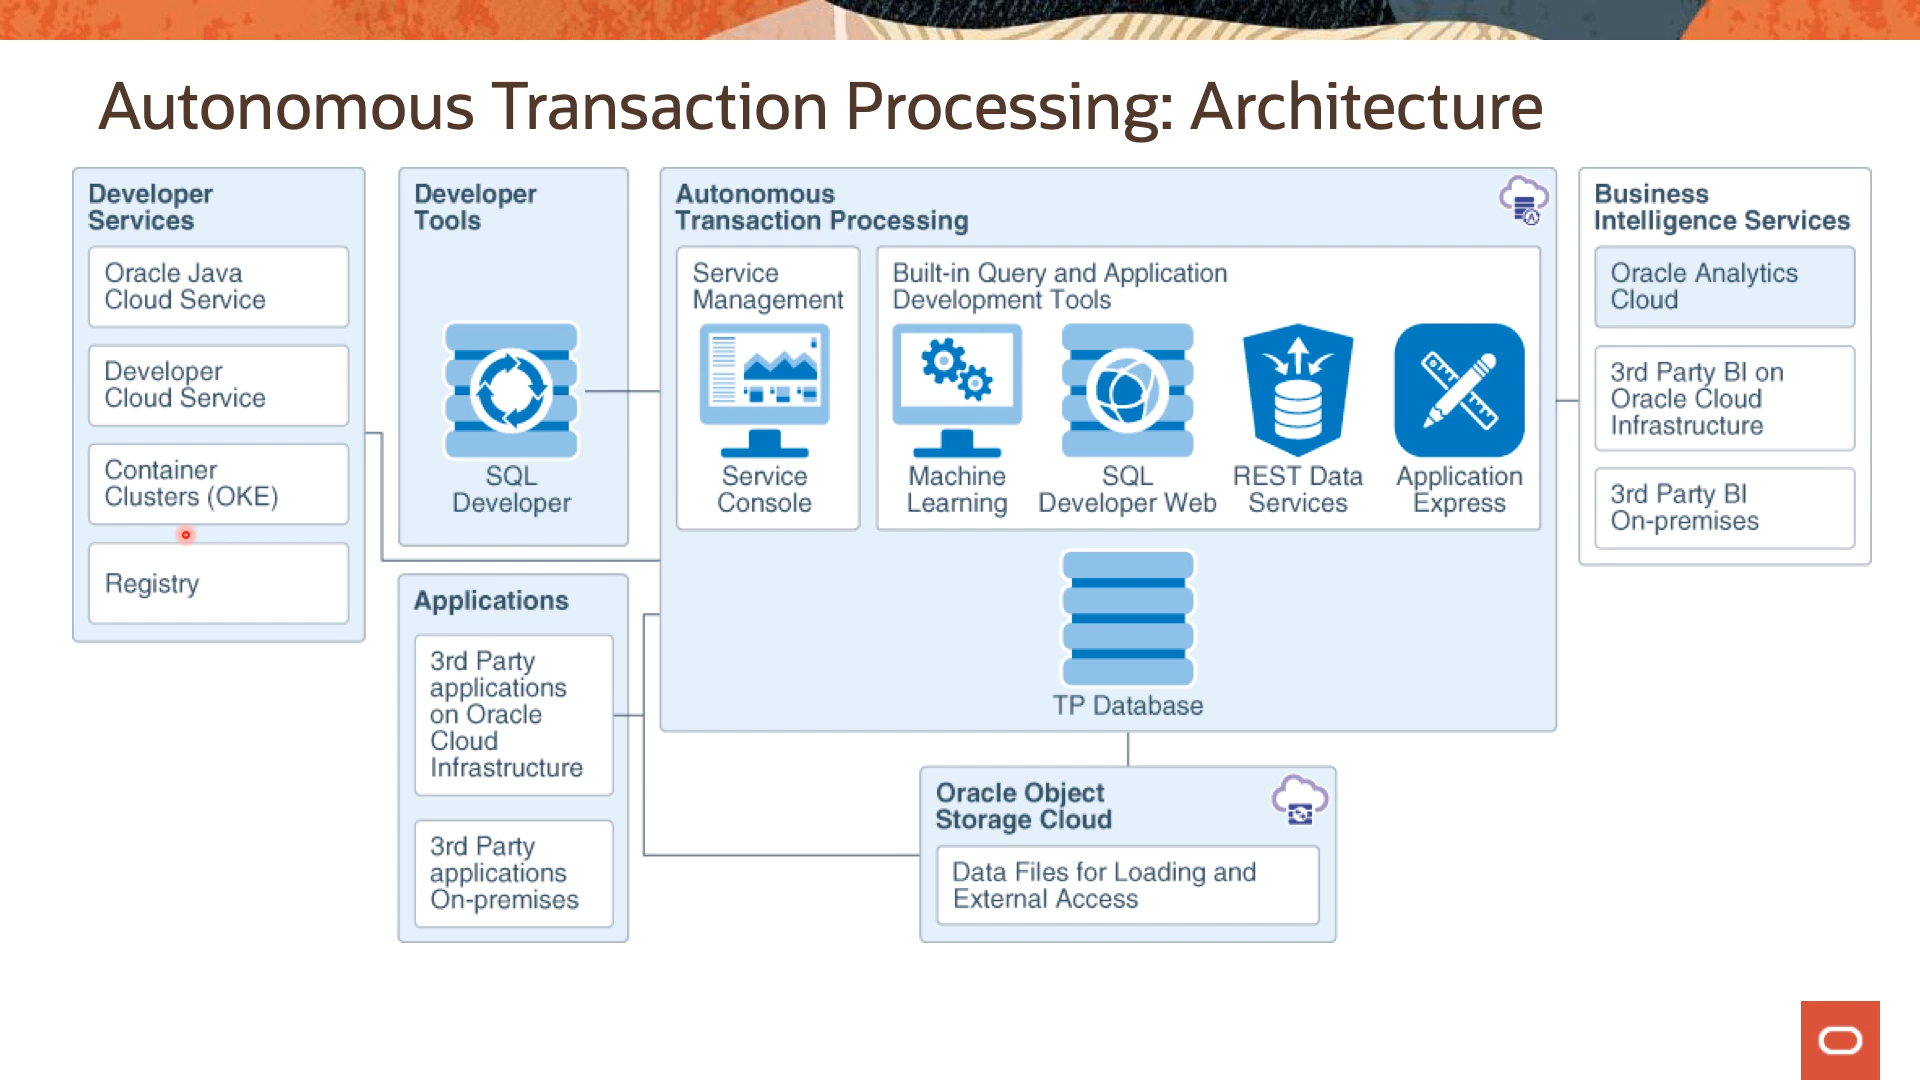 Autonomous Transaction Processing: Architecture
Developer
Services
Oracle Java
Cloud Service
Developer
Cloud Service
Container
Clusters (OKE)
Registry
Developer
Tools
SQL
Developer
Applications
3rd Party
applications
on Oracle
Cloud
Infrastructure
3rd Party
applications
On-premises
Autonomous
Transaction Processing
Service
Management
Service
Console
Built-in Query and Application
Development Tools
Machine
Learning
SQL
Developer Web
REST Data
Services
Application
Express
TP Database
Oracle Object
Storage Cloud
Data Files for Loading and
External Access
Business
Intelligence Services
Oracle Analytics
Cloud
3rd Party BI on
Oracle Cloud
Infrastructure
3rd Party BI
On-premises